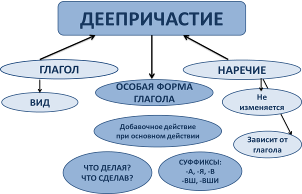 ДЕЕПРИЧАСТИЕ
ГЛАГОЛ
ОСОБАЯ ФОРМА
ГЛАГОЛА
НАРЕЧИЕ
ВИД
Не
изменяется
Добавочное действие
при основном действии
Зависит от
глагола
ЧТО ДЕЛАЯ?
ЧТО СДЕЛАВ?
СУФФИКСЫ:
-А, -Я, -В
-ВШ, -ВШИ